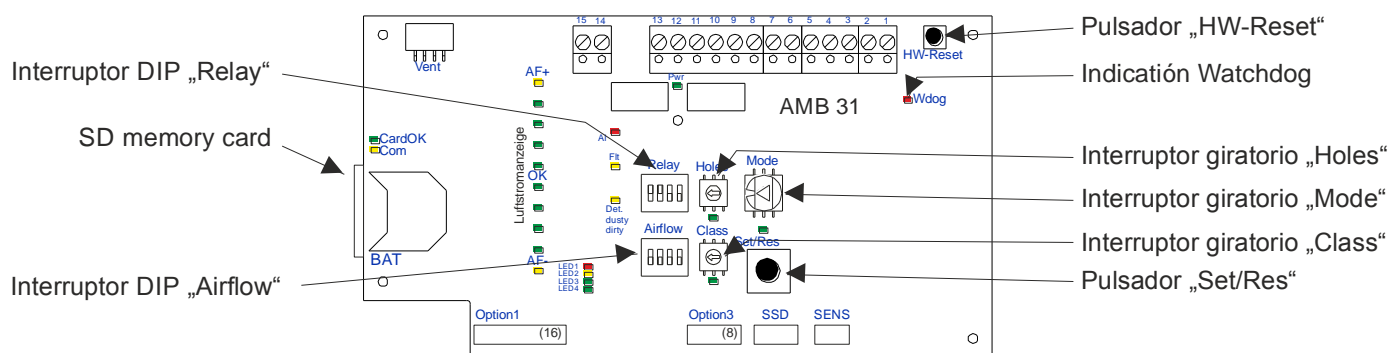 15 14
13 12 11 10 9 8 7 6 5 4 3 2 1
Pulsador „HW-Reset“
HW-Reset
Vent
Interruptor DIP „Relay“
AF+
Pwr
Indicatión Watchdog
Wdog
AMB 31
SD memory card
CardOK
Com
Luftstromanzeige
Al
Flt
OK
Det.
dusty
dirty
Relay
Holes
Mode
Interruptor giratorio „Holes“
Interruptor giratorio „Mode“
Airflow
Class
Set/Res
Interruptor giratorio „Class“
BAT
AF-
LED1
LED2
LED3
LED4
Interruptor DIP „Airflow“
Pulsador „Set/Res“
Option1
(16)
Option3
(8)
SSD
SENS